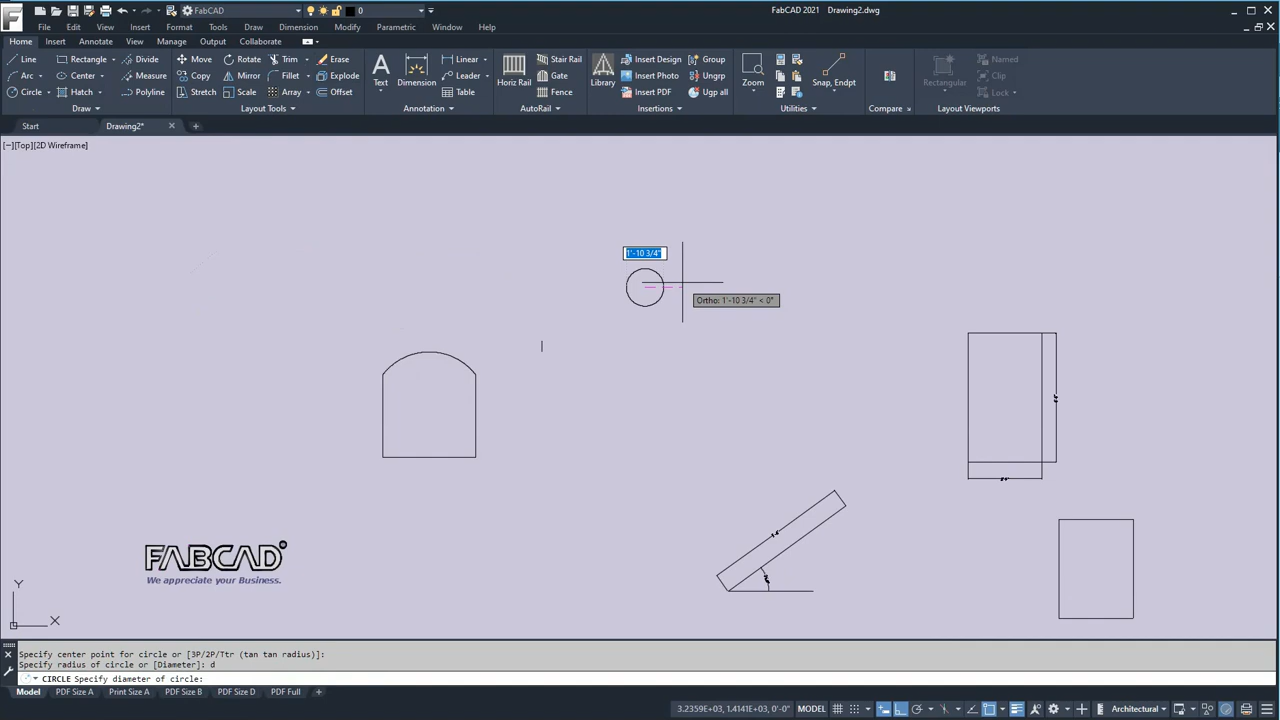 FabCAD
FabCAD 2021 Drawing2.dwg
File Edit View Insert Format Tools Draw Dimension Modify Parametric Window Help
Home Insert Annotate View Manage Output Collaborate
Line Rectangle Divide Move Rotate Trim Erase Linear Stair Rail Insert Design Group Named
Arc Center Measure Copy Mirror Fillet Explode Leader Gate Insert Photo Ungrp Clip
Circle Hatch Polyline Stretch Scale Array Offset Table Fence Insert PDF Ugp all Lock
Text Dimension Horiz Rail Library Zoom Snap, Endpt Rectangular
Draw Layout Tools Annotation AutoRail Insertions Utilities Compare Layout Viewports
0
Start Drawing2*
[−][Top][2D Wireframe]
1'-10 3/4"
Ortho: 1'-10 3/4" < 0°
FABCAD®
We appreciate your Business.
Y
X
Specify center point for circle or [3P/2P/Ttr (tan tan radius)]:
Specify radius of circle or [Diameter]: d
CIRCLE Specify diameter of circle:
Model PDF Size A Print Size A PDF Size B PDF Size D PDF Full
3.2359E+03, 1.4141E+03, 0'-0" MODEL Architectural